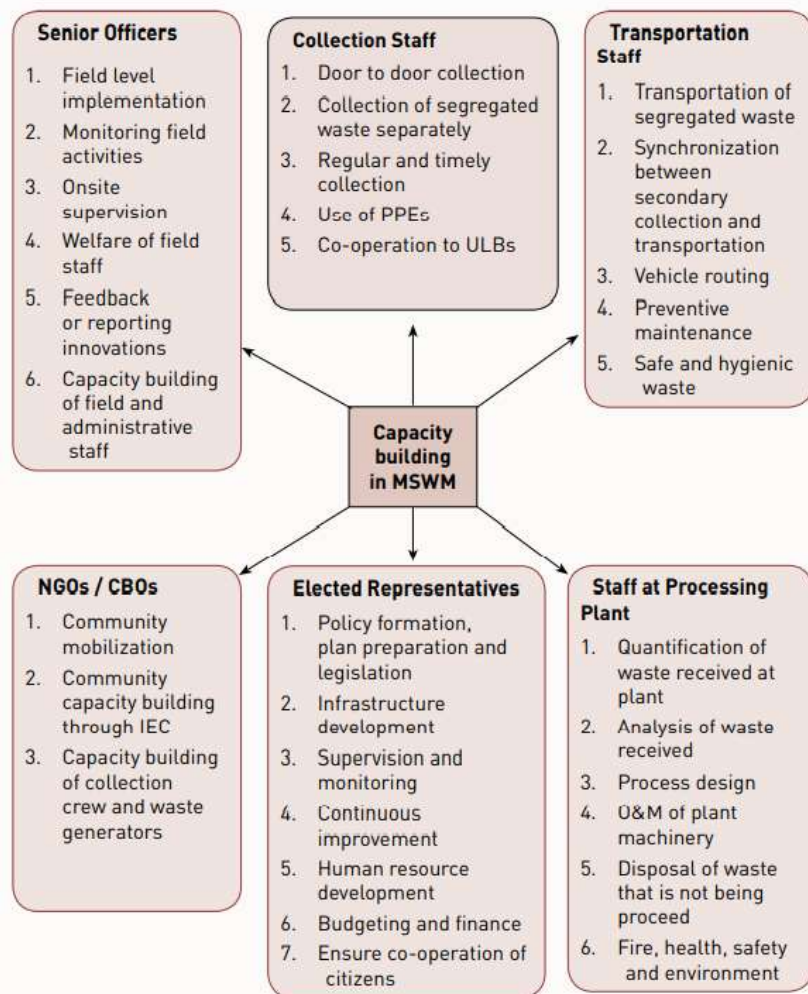 Senior Officers
1. Field level
implementation
2. Monitoring field
activities
3. Onsite
supervision
4. Welfare of field
staff
5. Feedback
or reporting
innovations
6. Capacity building
of field and
administrative
staff
Collection Staff
1. Door to door collection
2. Collection of segregated
waste separately
3. Regular and timely
collection
4. Use of PPEs
5. Co-operation to ULBs
Transportation
Staff
1. Transportation of
segregated waste
2. Synchronization
between
secondary
collection and
transportation
3. Vehicle routing
4. Preventive
maintenance
5. Safe and hygienic
waste
Capacity
building
in MSWM
NGOs / CBOs
1. Community
mobilization
2. Community
capacity building
through IEC
3. Capacity building
of collection
crew and waste
generators
Elected Representatives
1. Policy formation,
plan preparation and
legislation
2. Infrastructure
development
3. Supervision and
monitoring
4. Continuous
improvement
5. Human resource
development
6. Budgeting and finance
7. Ensure co-operation of
citizens
Staff at Processing
Plant
1. Quantification of
waste received at
plant
2. Analysis of waste
received
3. Process design
4. O&M of plant
machinery
5. Disposal of waste
that is not being
proceed
6. Fire, health, safety
and environment